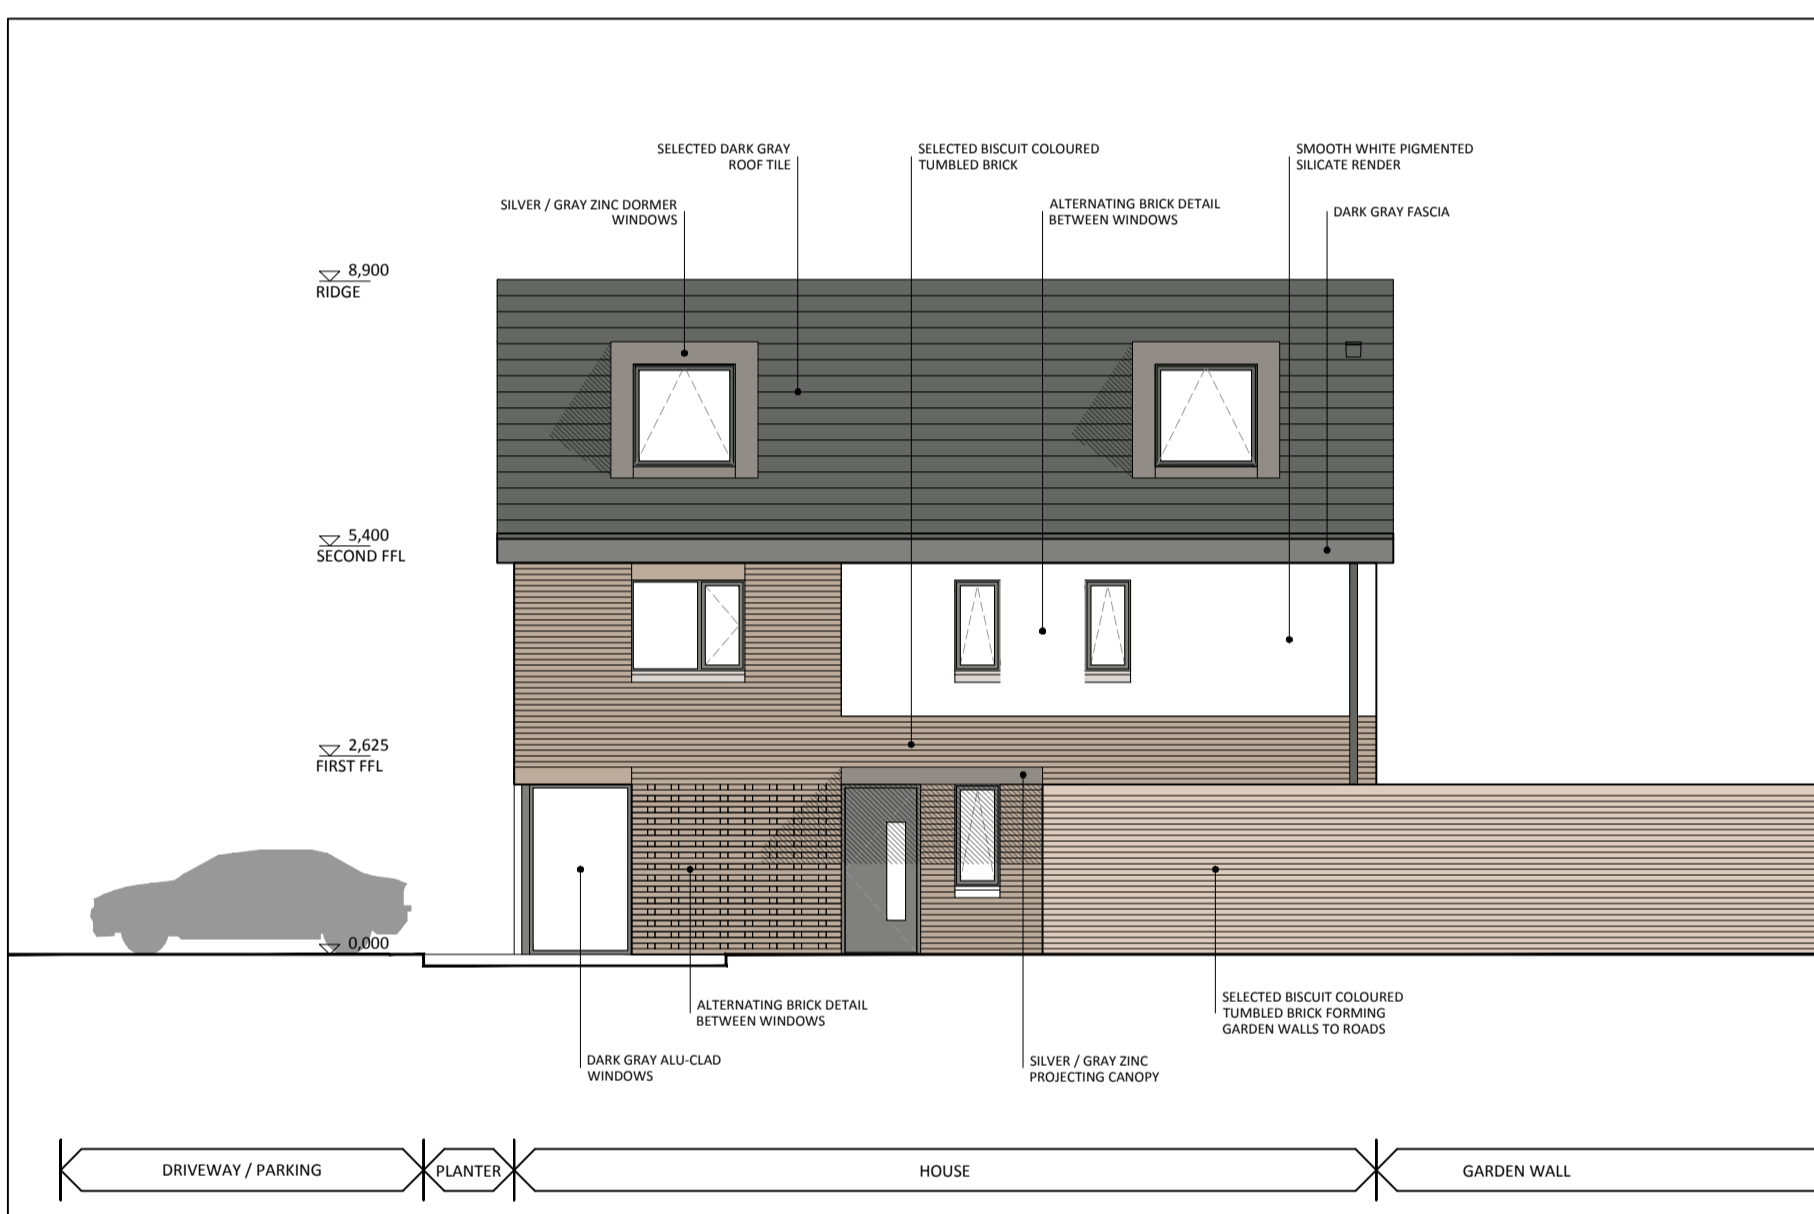 SELECTED DARK GRAY
ROOF TILE
SELECTED BISCUIT COLOURED
TUMBLED BRICK
SMOOTH WHITE PIGMENTED
SILICATE RENDER
SILVER / GRAY ZINC DORMER
WINDOWS
ALTERNATING BRICK DETAIL
BETWEEN WINDOWS
DARK GRAY FASCIA
8,900
RIDGE
5,400
SECOND FFL
2,625
FIRST FFL
0,000
ALTERNATING BRICK DETAIL
BETWEEN WINDOWS
SELECTED BISCUIT COLOURED
TUMBLED BRICK FORMING
GARDEN WALLS TO ROADS
DARK GRAY ALU-CLAD
WINDOWS
SILVER / GRAY ZINC
PROJECTING CANOPY
DRIVEWAY / PARKING
PLANTER
HOUSE
GARDEN WALL